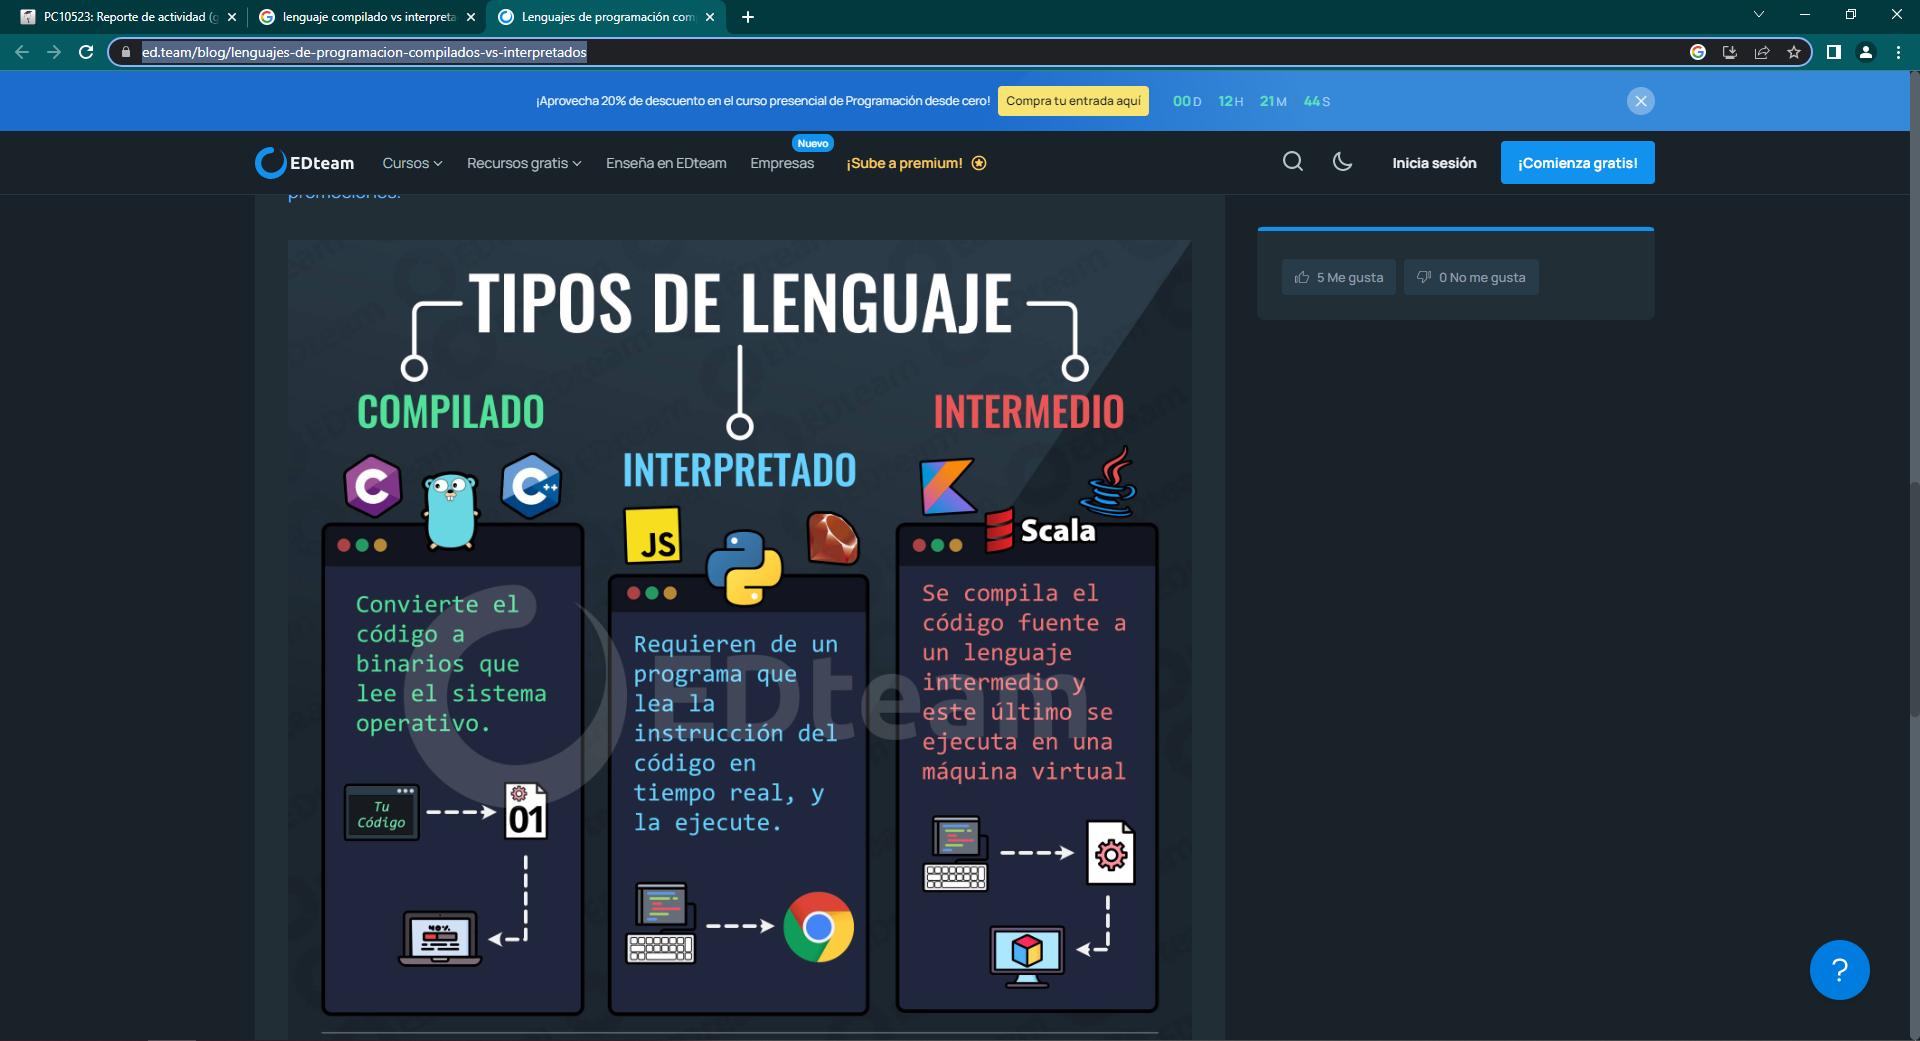 PC10523: Reporte de actividad (g
lenguaje compilado vs interpreta
Lenguajes de programación com
ed.team/blog/lenguajes-de-programacion-compilados-vs-interpretados
¡Aprovecha 20% de descuento en el curso presencial de Programación desde cero!
Compra tu entrada aquí
00D 12H 21M 44S
EDteam
Cursos
Recursos gratis
Enseña en EDteam
Empresas
Nuevo
¡Sube a premium!
Inicia sesión
¡Comienza gratis!
promociones.
5 Me gusta
0 No me gusta
TIPOS DE LENGUAJE
COMPILADO
C
C++
Convierte el
código a
binarios que
lee el sistema
operativo.
Tu
Código
01
40%
INTERPRETADO
JS
Requieren de un
programa que
lea la
instrucción del
código en
tiempo real, y
la ejecute.
INTERMEDIO
Scala
Se compila el
código fuente a
un lenguaje
intermedio y
este último se
ejecuta en una
máquina virtual
EDteam
?